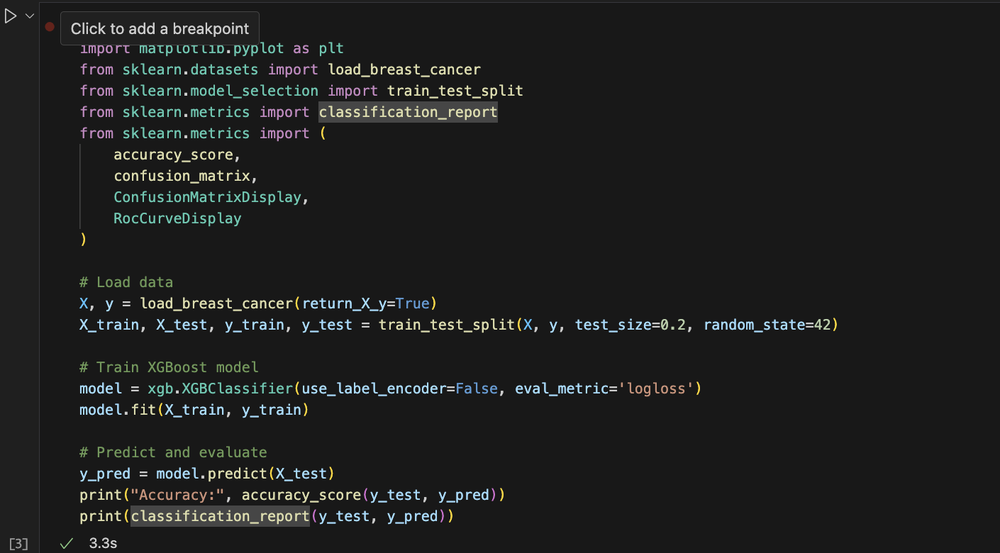 Click to add a breakpoint
import matplotlib.pyplot as plt
from sklearn.datasets import load_breast_cancer
from sklearn.model_selection import train_test_split
from sklearn.metrics import classification_report
from sklearn.metrics import (
    accuracy_score,
    confusion_matrix,
    ConfusionMatrixDisplay,
    RocCurveDisplay
)
# Load data
X, y = load_breast_cancer(return_X_y=True)
X_train, X_test, y_train, y_test = train_test_split(X, y, test_size=0.2, random_state=42)
# Train XGBoost model
model = xgb.XGBClassifier(use_label_encoder=False, eval_metric='logloss')
model.fit(X_train, y_train)
# Predict and evaluate
y_pred = model.predict(X_test)
print("Accuracy:", accuracy_score(y_test, y_pred))
print(classification_report(y_test, y_pred))
[3] 3.3s